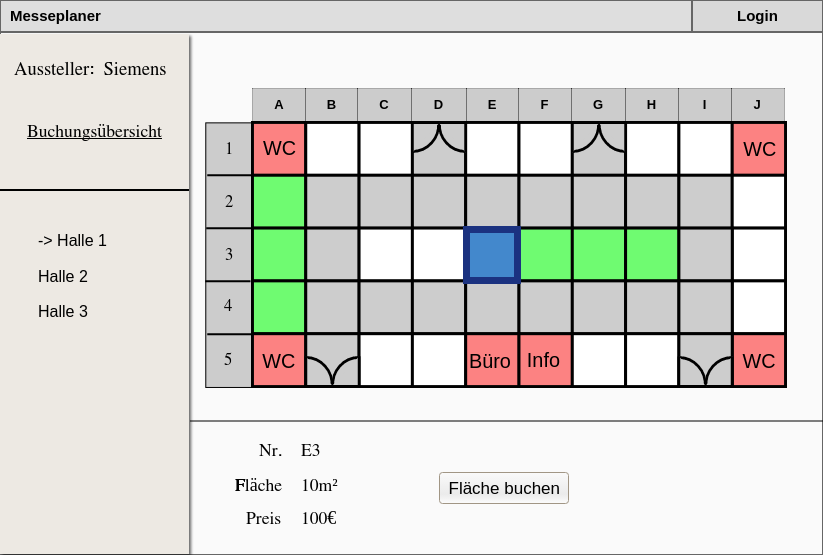 Messeplaner
Login
Aussteller: Siemens
Buchungsübersicht
-> Halle 1
Halle 2
Halle 3
A B C D E F G H I J
1 WC WC
2
3
4
5 WC Büro Info WC
Nr. E3
Fläche 10m²
Preis 100€
Fläche buchen